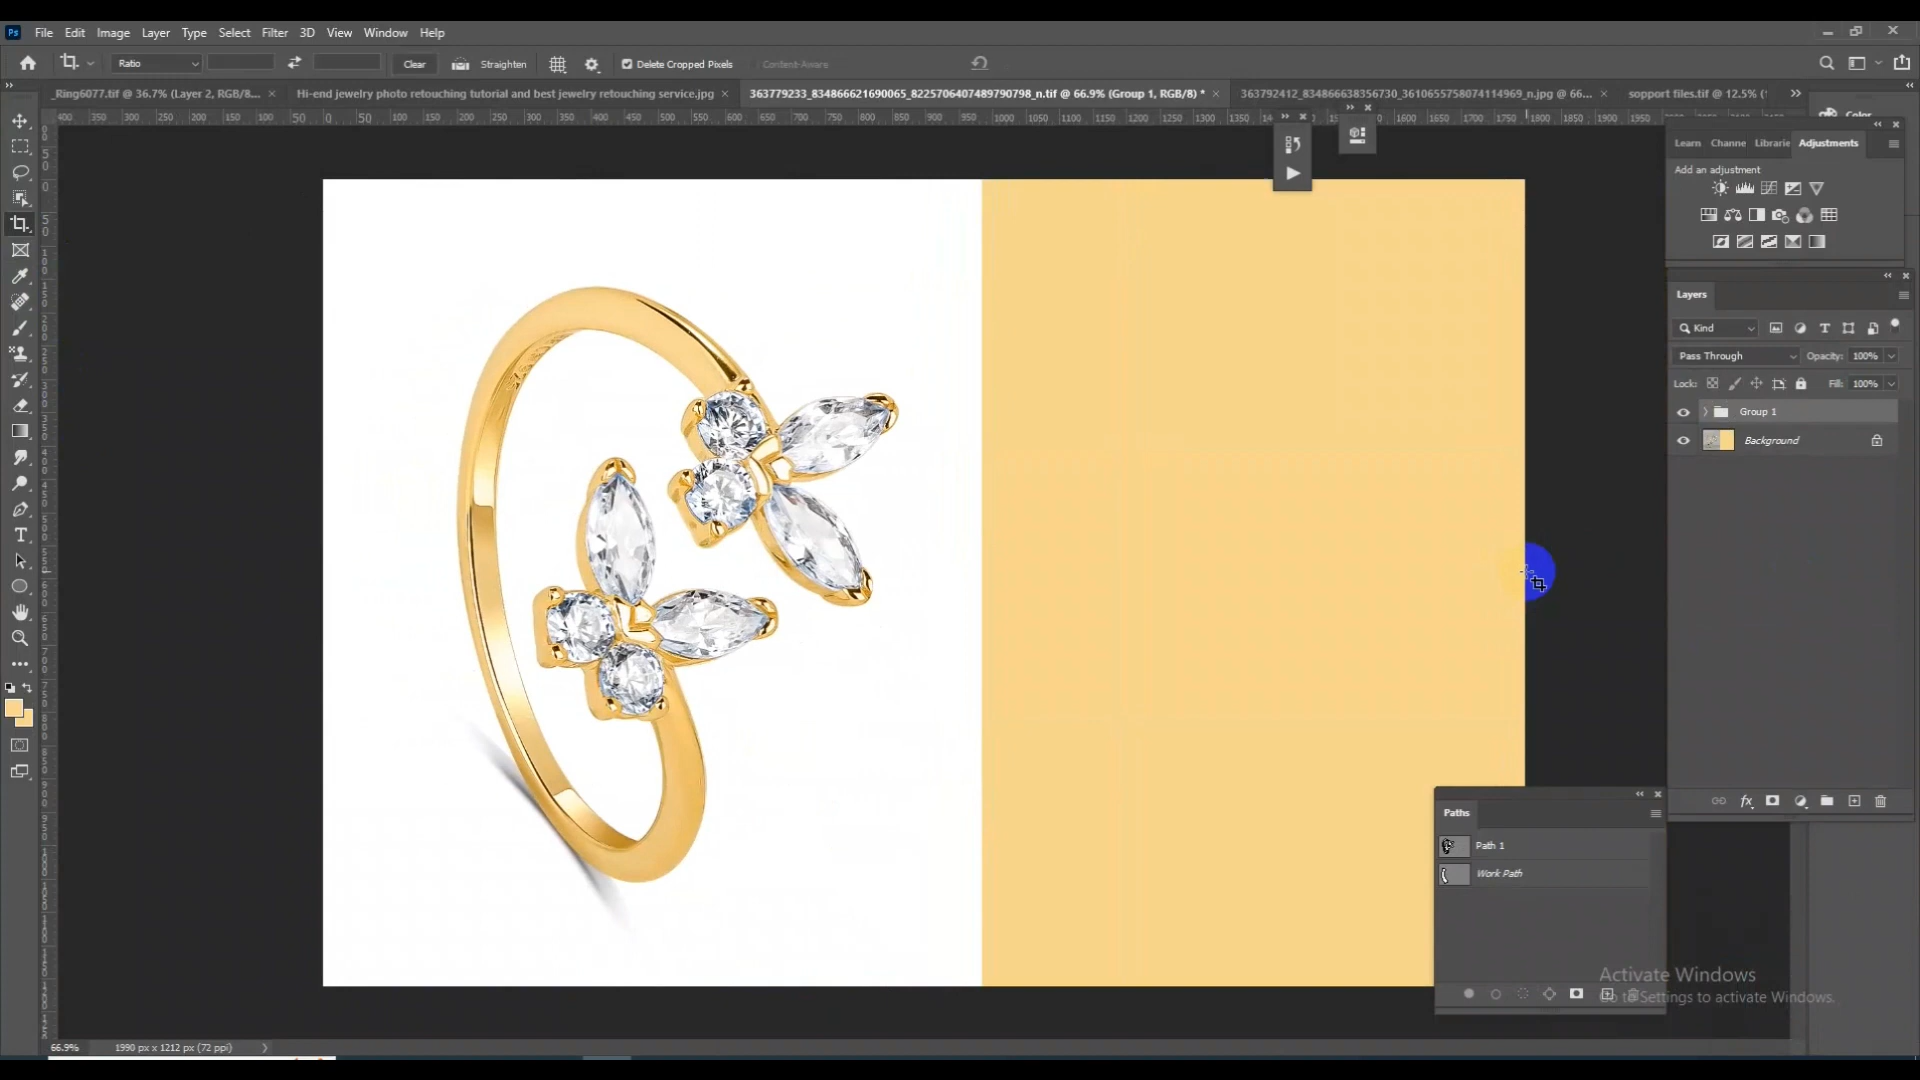 Ps File Edit Image Layer Type Select Filter 3D View Window Help
Ratio Clear Straighten Delete Cropped Pixels Content-Aware
_Ring6077.tif @ 36.7% (Layer 2, RGB/8... × Hi-end jewelry photo retouching tutorial and best jewelry retouching service.jpg × 363779233_834866621690065_8225706407489790798_n.tif @ 66.9% (Group 1, RGB/8) * × 363792412_834866638356730_3610655758074114969_n.jpg @ 66... × sopport files.tif @ 12.5% (
Color
Learn Channe Librarie Adjustments
Add an adjustment
Layers
Kind
Pass Through Opacity: 100%
Lock: Fill: 100%
Group 1
Background
fx
Paths
Path 1
Work Path
Activate Windows
Go to Settings to activate Windows.
66.9% 1990 px x 1212 px (72 ppi)